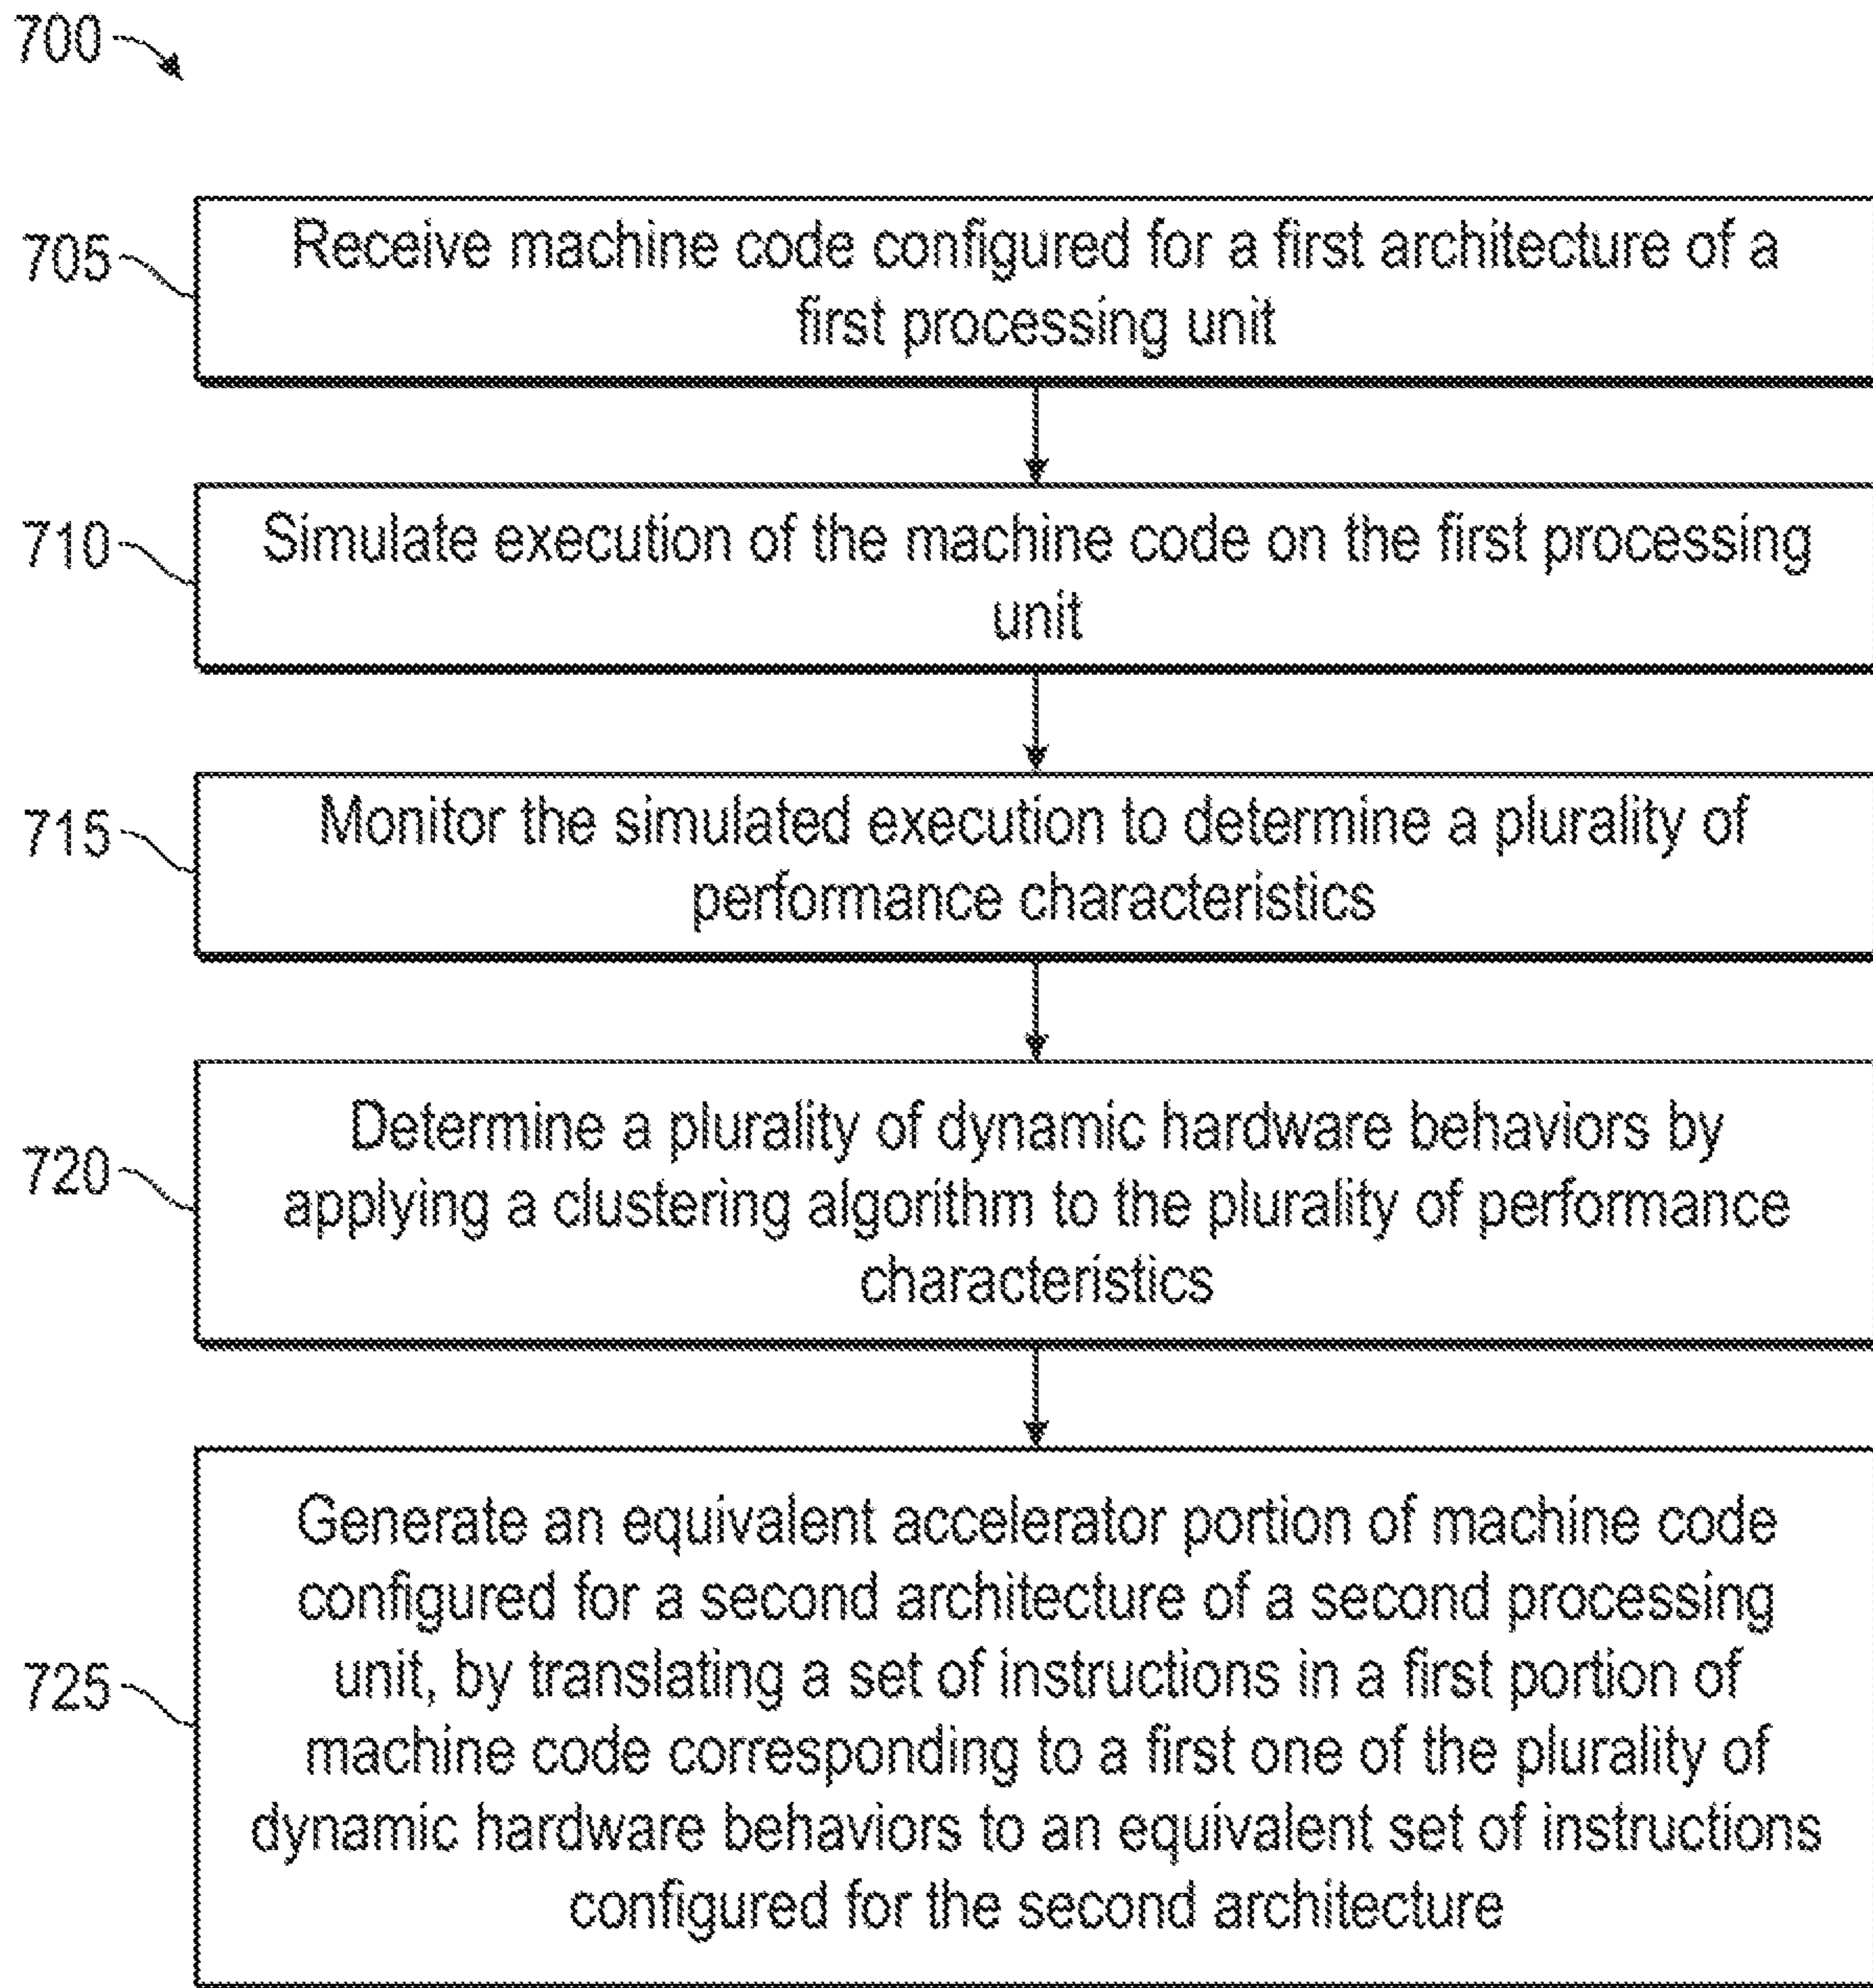 700
705
Receive machine code configured for a first architecture of a
first processing unit
710
Simulate execution of the machine code on the first processing
unit
715
Monitor the simulated execution to determine a plurality of
performance characteristics
720
Determine a plurality of dynamic hardware behaviors by
applying a clustering algorithm to the plurality of performance
characteristics
725
Generate an equivalent accelerator portion of machine code
configured for a second architecture of a second processing
unit, by translating a set of instructions in a first portion of
machine code corresponding to a first one of the plurality of
dynamic hardware behaviors to an equivalent set of instructions
configured for the second architecture